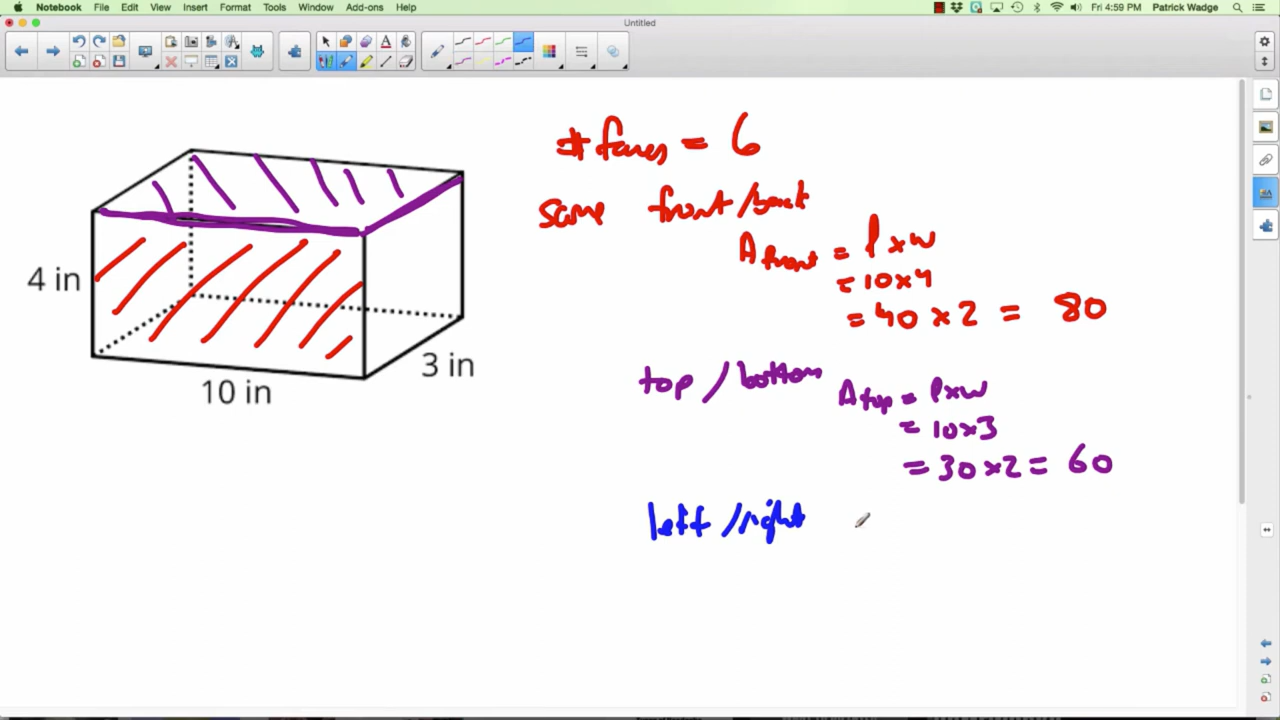 Notebook File Edit View Insert Format Tools Window Add-ons Help Fri 4:59 PM Patrick Wadge
Untitled
# faces = 6
same front/back
A front = l x w
= 10 x 4
= 40 x 2 = 80
4 in
3 in
10 in
top / bottom
A top = l x w
= 10 x 3
= 30 x 2 = 60
left / right